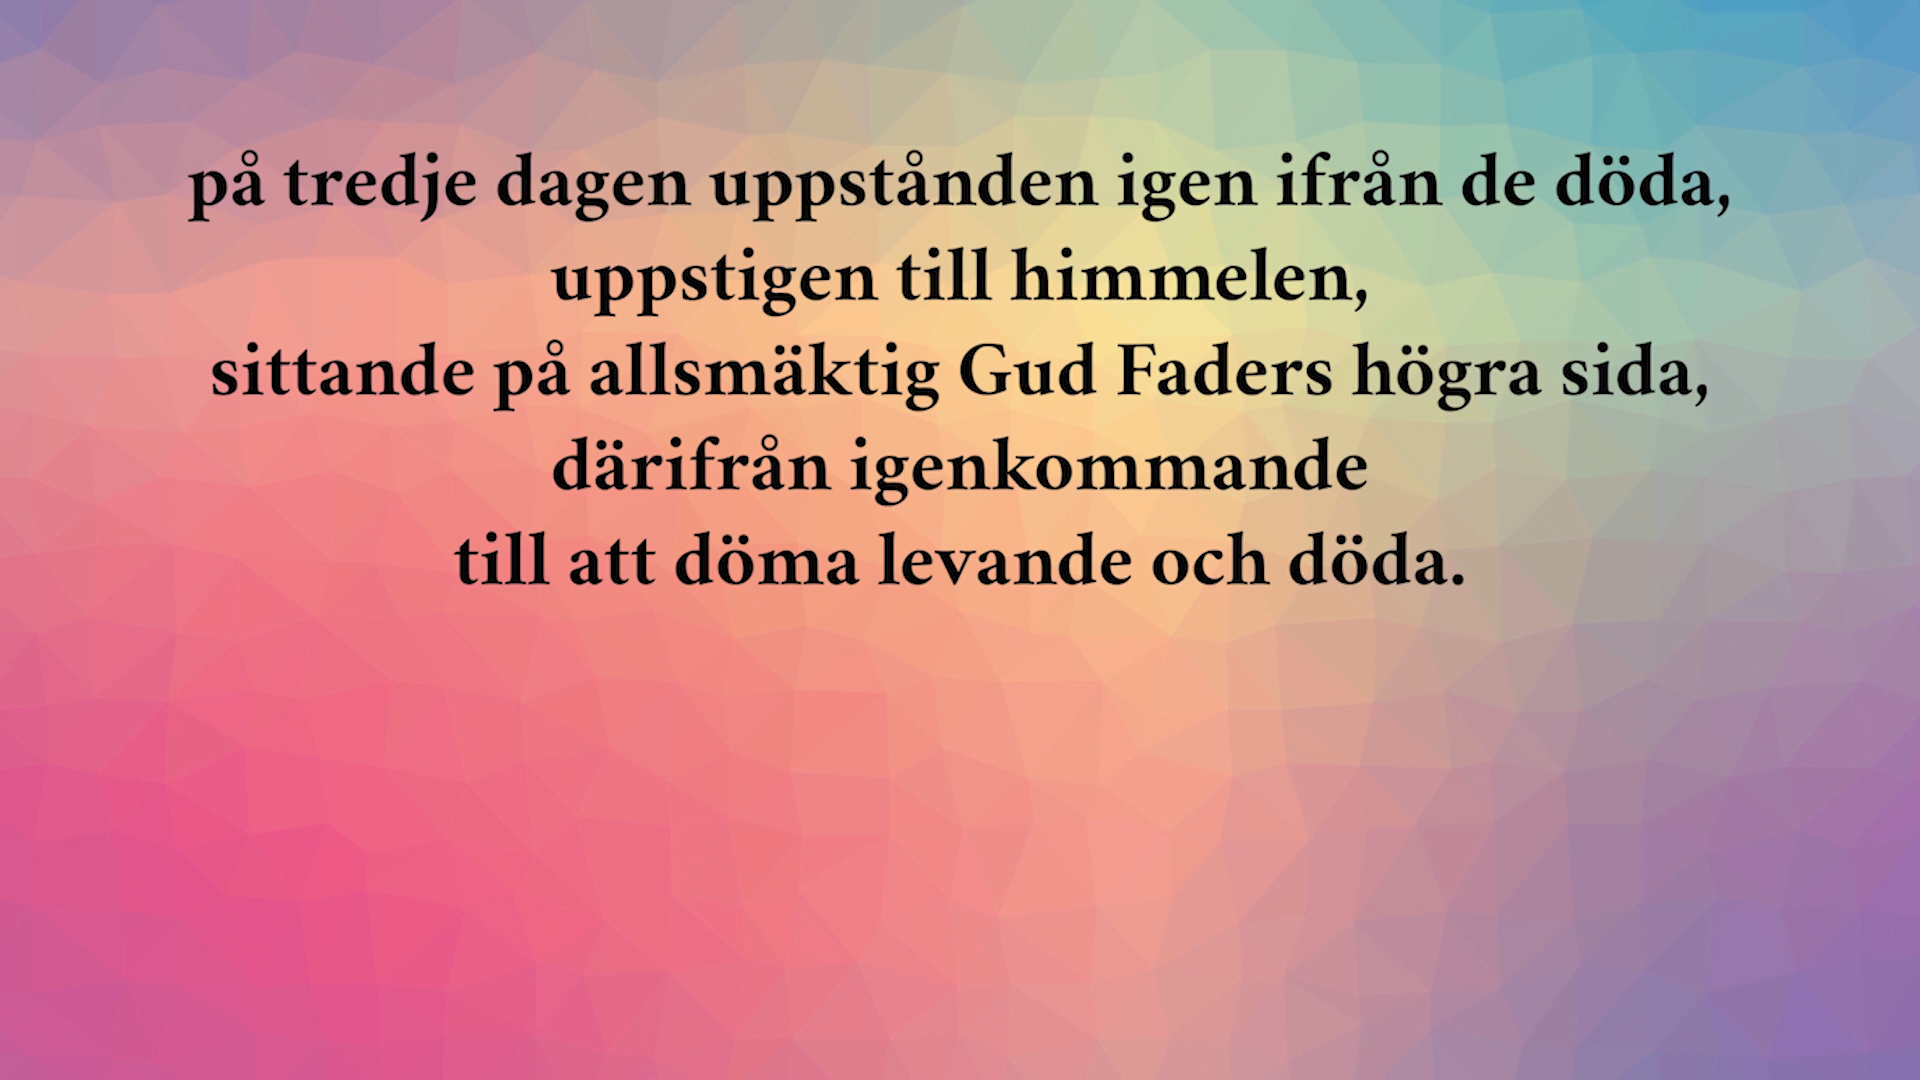 på tredje dagen uppstånden igen ifrån de döda,
uppstigen till himmelen,
sittande på allsmäktig Gud Faders högra sida,
därifrån igenkommande
till att döma levande och döda.